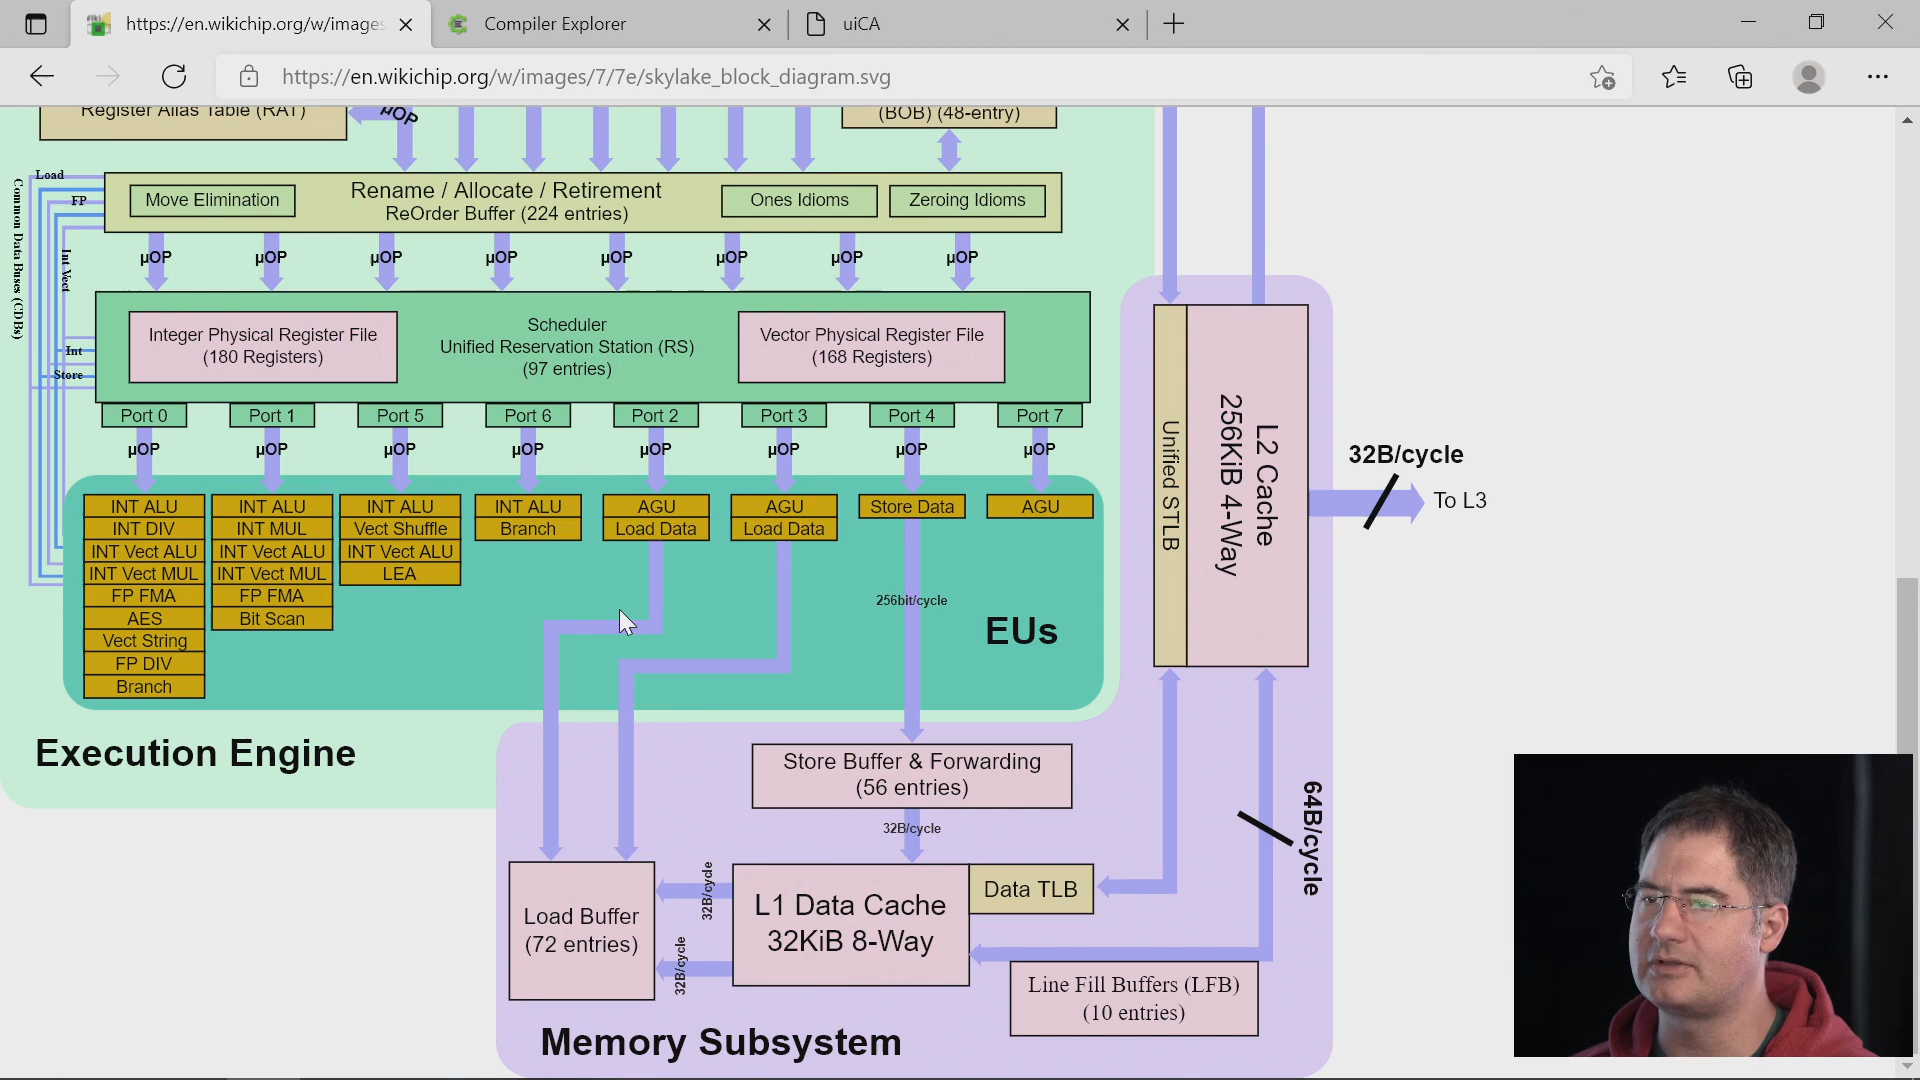 https://en.wikichip.org/w/images
Compiler Explorer
uiCA
https://en.wikichip.org/w/images/7/7e/skylake_block_diagram.svg
Register Alias Table (RAT)
µOP
(BOB) (48-entry)
Load
FP
Common Data Buses (CDBs)
Int Vect
Int
Store
Move Elimination
Rename / Allocate / Retirement
ReOrder Buffer (224 entries)
Ones Idioms
Zeroing Idioms
µOP µOP µOP µOP µOP µOP µOP µOP
Integer Physical Register File
(180 Registers)
Scheduler
Unified Reservation Station (RS)
(97 entries)
Vector Physical Register File
(168 Registers)
Port 0 Port 1 Port 5 Port 6 Port 2 Port 3 Port 4 Port 7
µOP µOP µOP µOP µOP µOP µOP µOP
INT ALU
INT DIV
INT Vect ALU
INT Vect MUL
FP FMA
AES
Vect String
FP DIV
Branch
INT ALU
INT MUL
INT Vect ALU
INT Vect MUL
FP FMA
Bit Scan
INT ALU
Vect Shuffle
INT Vect ALU
LEA
INT ALU
Branch
AGU
Load Data
AGU
Load Data
Store Data
AGU
256bit/cycle
EUs
Execution Engine
Unified STLB
L2 Cache
256KiB 4-Way
32B/cycle
To L3
Store Buffer & Forwarding
(56 entries)
32B/cycle
64B/cycle
Load Buffer
(72 entries)
32B/cycle
32B/cycle
L1 Data Cache
32KiB 8-Way
Data TLB
Line Fill Buffers (LFB)
(10 entries)
Memory Subsystem